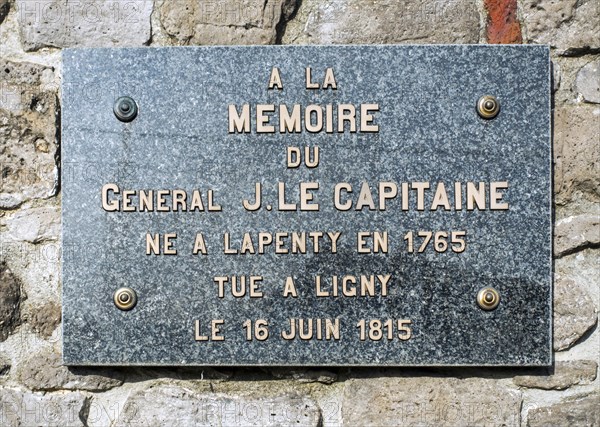 A LA
MEMOIRE
DU
GENERAL J. LE CAPITAINE
NE A LAPENTY EN 1765
TUE A LIGNY
LE 16 JUIN 1815